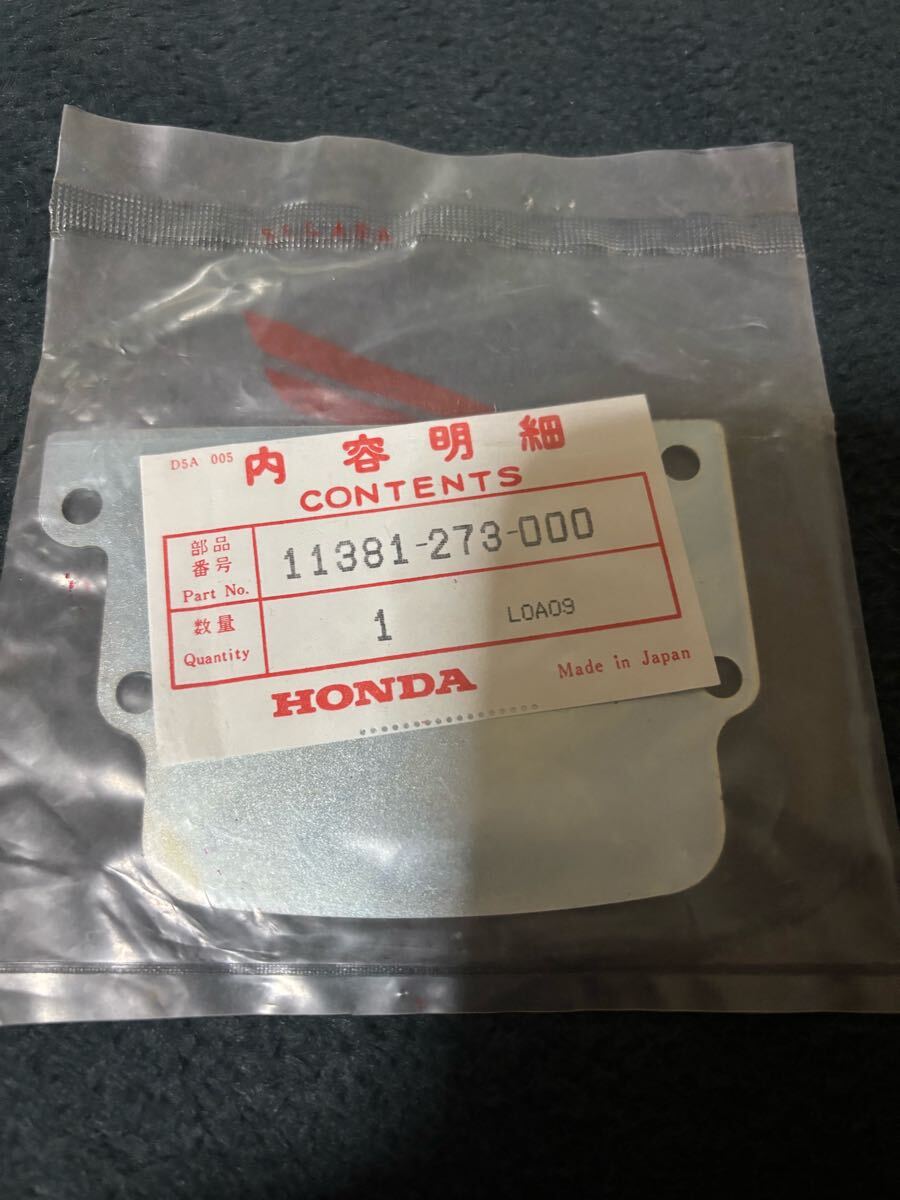 D5A 005
内容明細
CONTENTS
部品
番号
Part No.
11381-273-000
数量
Quantity
1
L0A09
HONDA
Made in Japan